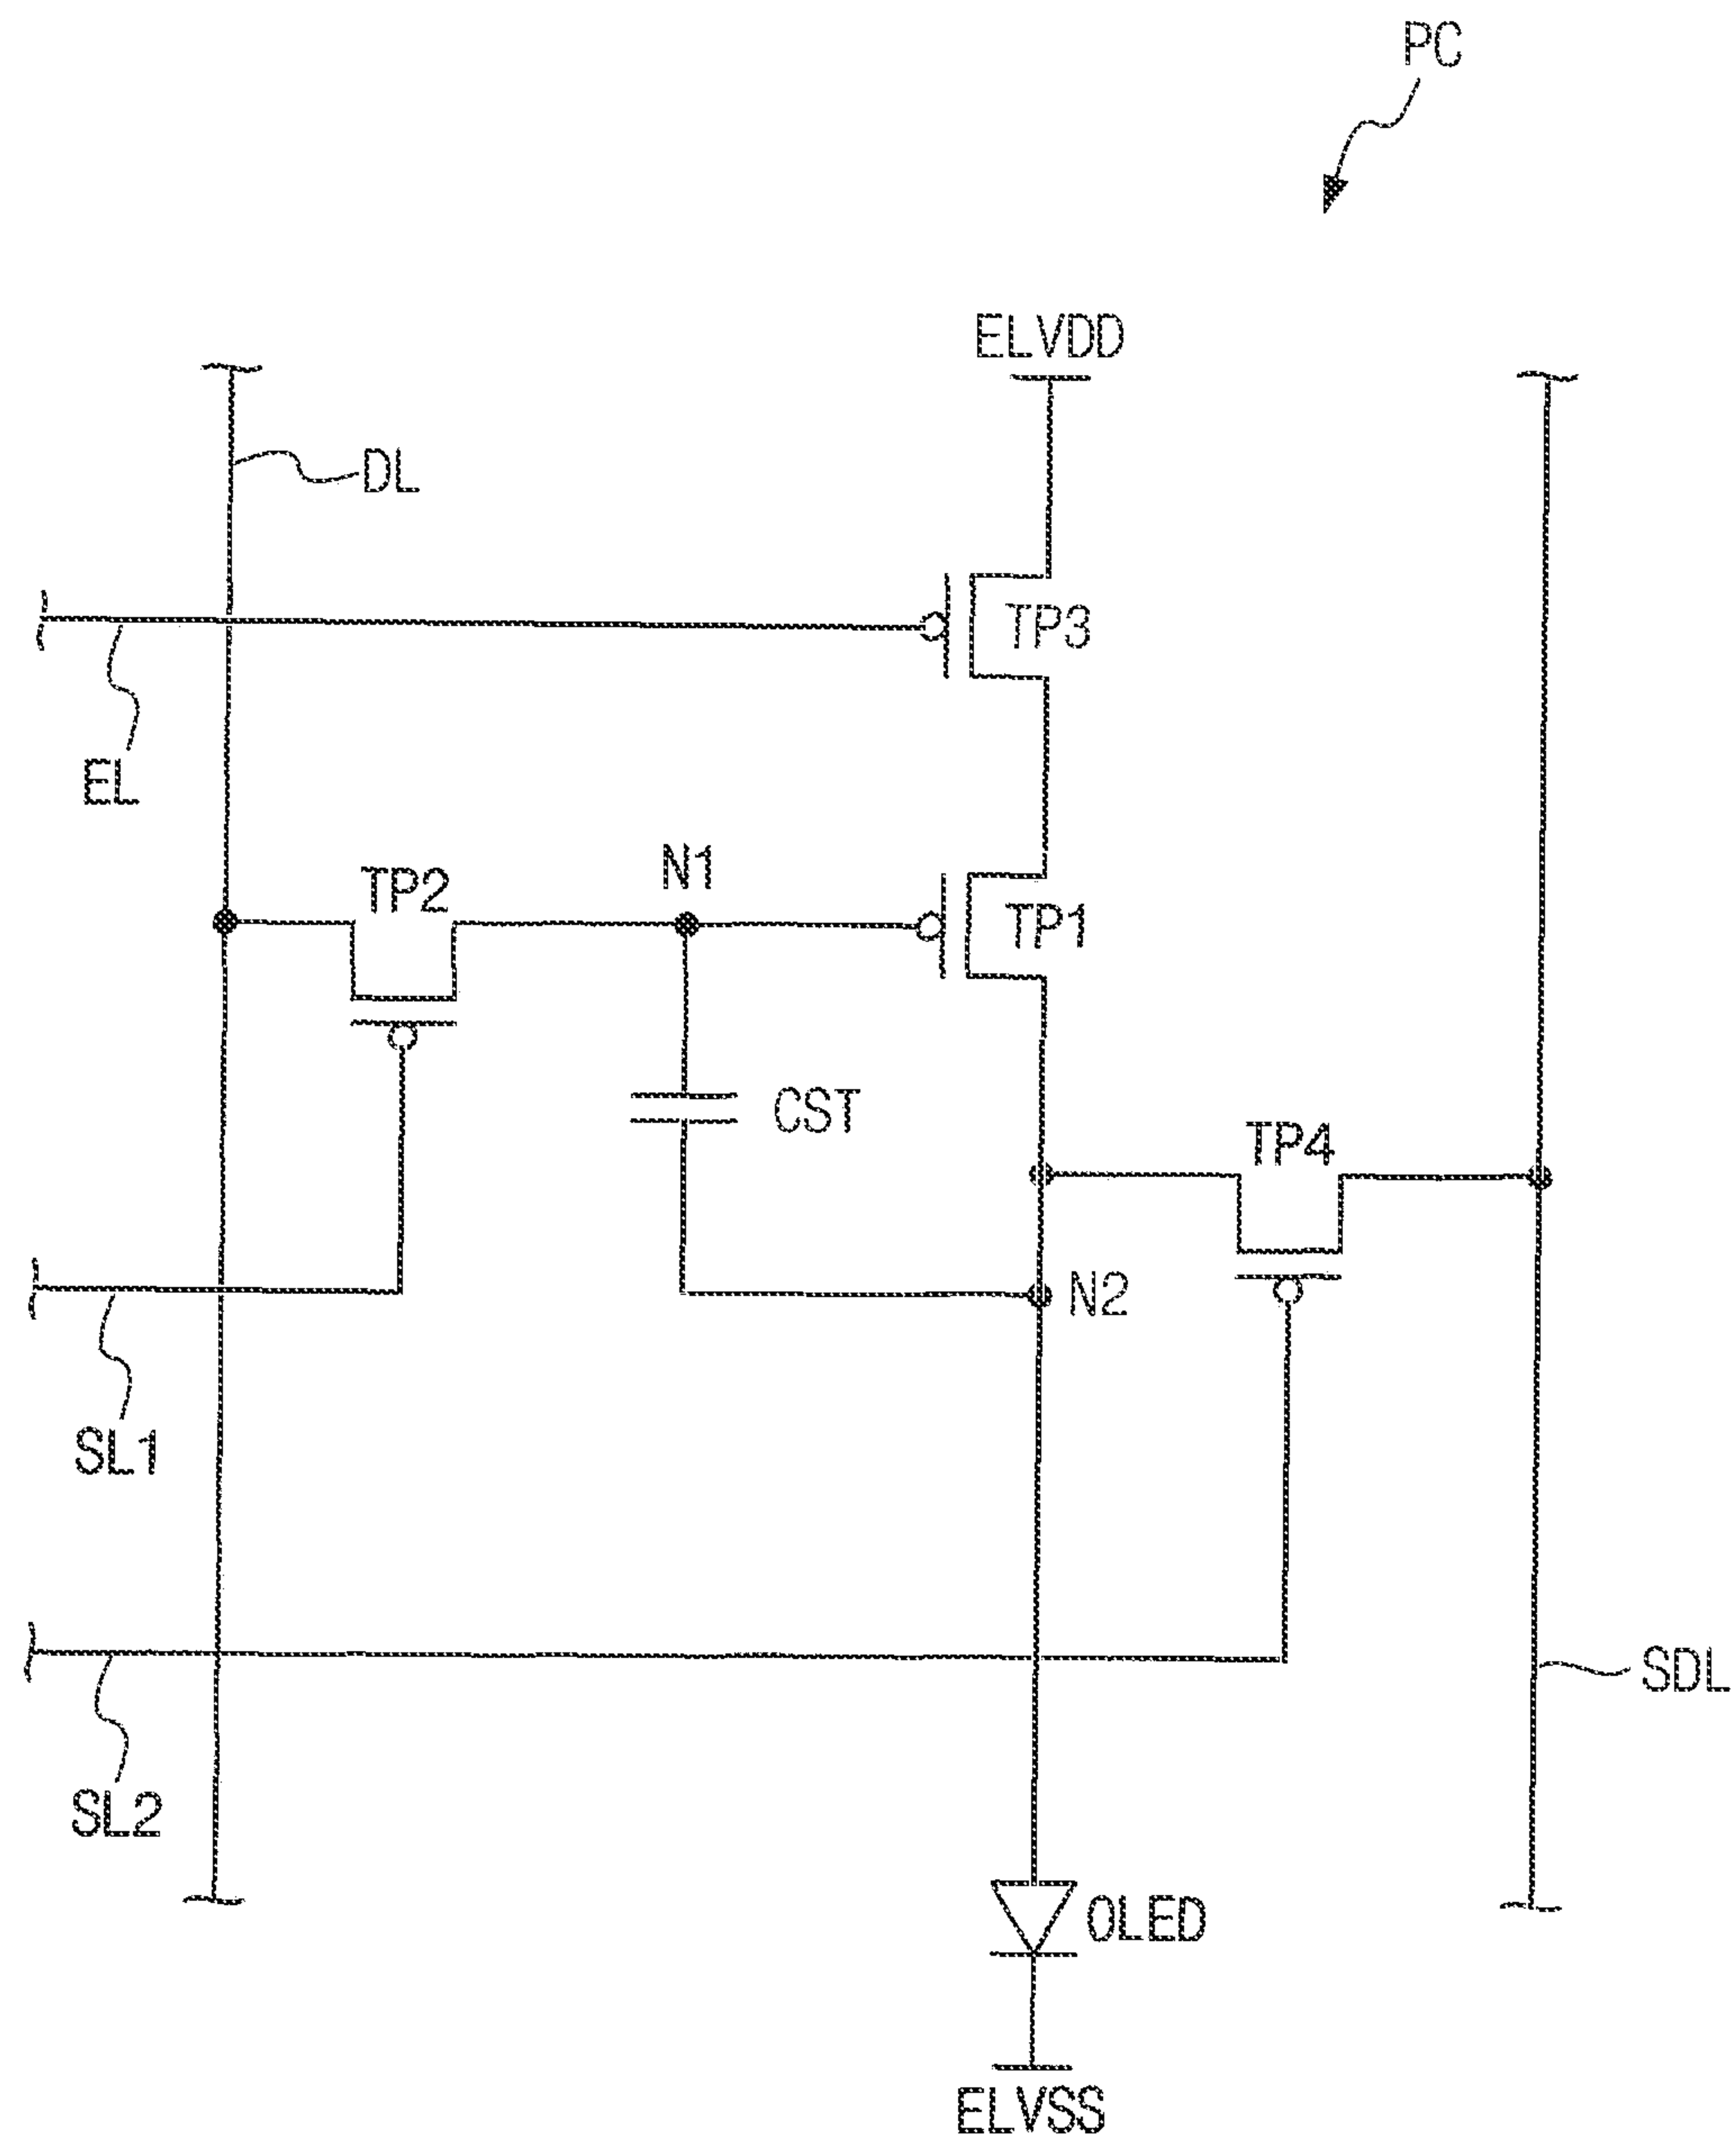 PC
ELVDD
DL
TP3
EL
TP2
N1
TP1
CST
TP4
N2
SL1
SDL
SL2
OLED
ELVSS